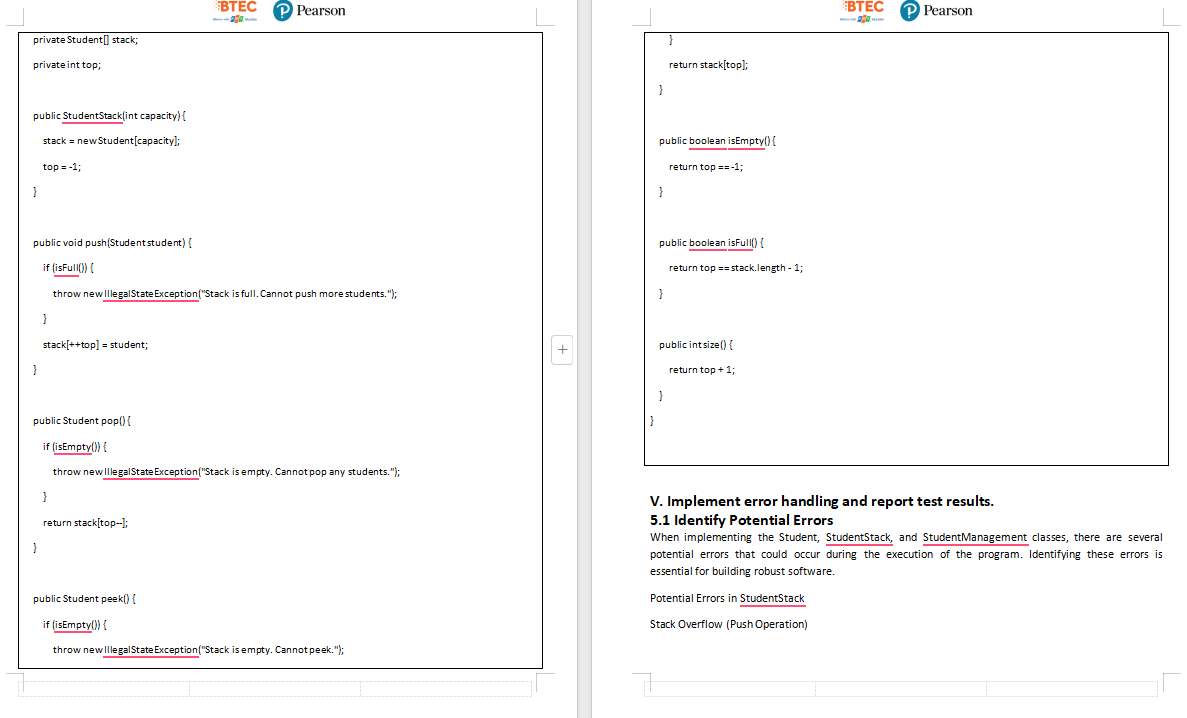 BTEC Pearson
private Student[] stack;
private int top;
public StudentStack(int capacity) {
stack = new Student[capacity];
top = -1;
}
public void push(Student student) {
if (isFull()) {
throw new IllegalStateException("Stack is full. Cannot push more students.");
}
stack[++top] = student;
}
public Student pop() {
if (isEmpty()) {
throw new IllegalStateException("Stack is empty. Cannot pop any students.");
}
return stack[top--];
}
public Student peek() {
if (isEmpty()) {
throw new IllegalStateException("Stack is empty. Cannot peek.");
BTEC Pearson
}
return stack[top];
}
public boolean isEmpty() {
return top == -1;
}
public boolean isFull() {
return top == stack.length - 1;
}
public int size() {
return top + 1;
}
}
V. Implement error handling and report test results.
5.1 Identify Potential Errors
When implementing the Student, StudentStack, and StudentManagement classes, there are several
potential errors that could occur during the execution of the program. Identifying these errors is
essential for building robust software.
Potential Errors in StudentStack
Stack Overflow (Push Operation)